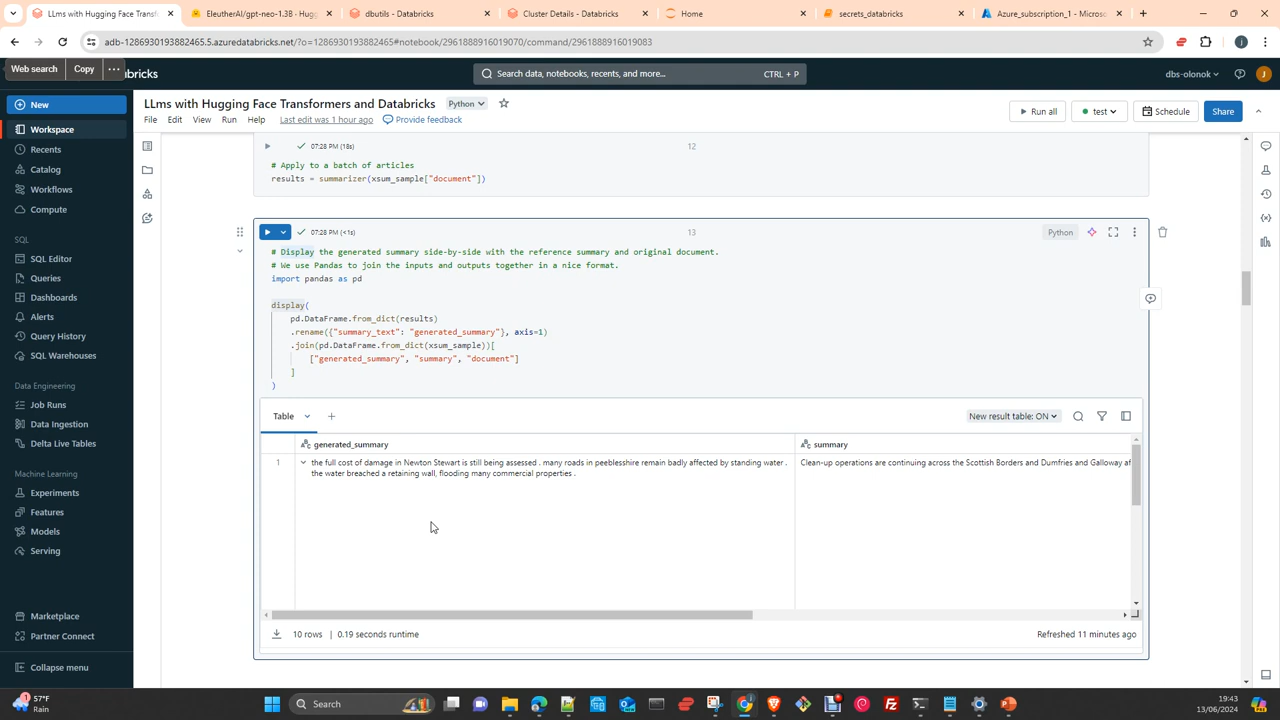 LLms with Hugging Face Transfor
EleutherAI/gpt-neo-1.3B · Hugg
dbutils - Databricks
Cluster Details - Databricks
Home
secrets_databricks
Azure_subscription_1 - Microso
adb-1286930193882465.5.azuredatabricks.net/?o=1286930193882465#notebook/2961888916019070/command/2961888916019083
Web search
Copy
bricks
Search data, notebooks, recents, and more...
CTRL + P
dbs-olonok
J
New
Workspace
Recents
Catalog
Workflows
Compute
SQL
SQL Editor
Queries
Dashboards
Alerts
Query History
SQL Warehouses
Data Engineering
Job Runs
Data Ingestion
Delta Live Tables
Machine Learning
Experiments
Features
Models
Serving
Marketplace
Partner Connect
Collapse menu
LLms with Hugging Face Transformers and Databricks
Python
File Edit View Run Help
Last edit was 1 hour ago
Provide feedback
Run all
test
Schedule
Share
07:28 PM (18s)
12
# Apply to a batch of articles
results = summarizer(xsum_sample["document"])
07:28 PM (<1s)
13
Python
# Display the generated summary side-by-side with the reference summary and original document.
# We use Pandas to join the inputs and outputs together in a nice format.
import pandas as pd
display(
pd.DataFrame.from_dict(results)
.rename({"summary_text": "generated_summary"}, axis=1)
.join(pd.DataFrame.from_dict(xsum_sample))[
["generated_summary", "summary", "document"]
]
)
Table
New result table: ON
generated_summary
summary
1
the full cost of damage in Newton Stewart is still being assessed . many roads in peeblesshire remain badly affected by standing water .
the water breached a retaining wall, flooding many commercial properties .
Clean-up operations are continuing across the Scottish Borders and Dumfries and Galloway af
10 rows | 0.19 seconds runtime
Refreshed 11 minutes ago
57°F
Rain
Search
19:43
13/06/2024